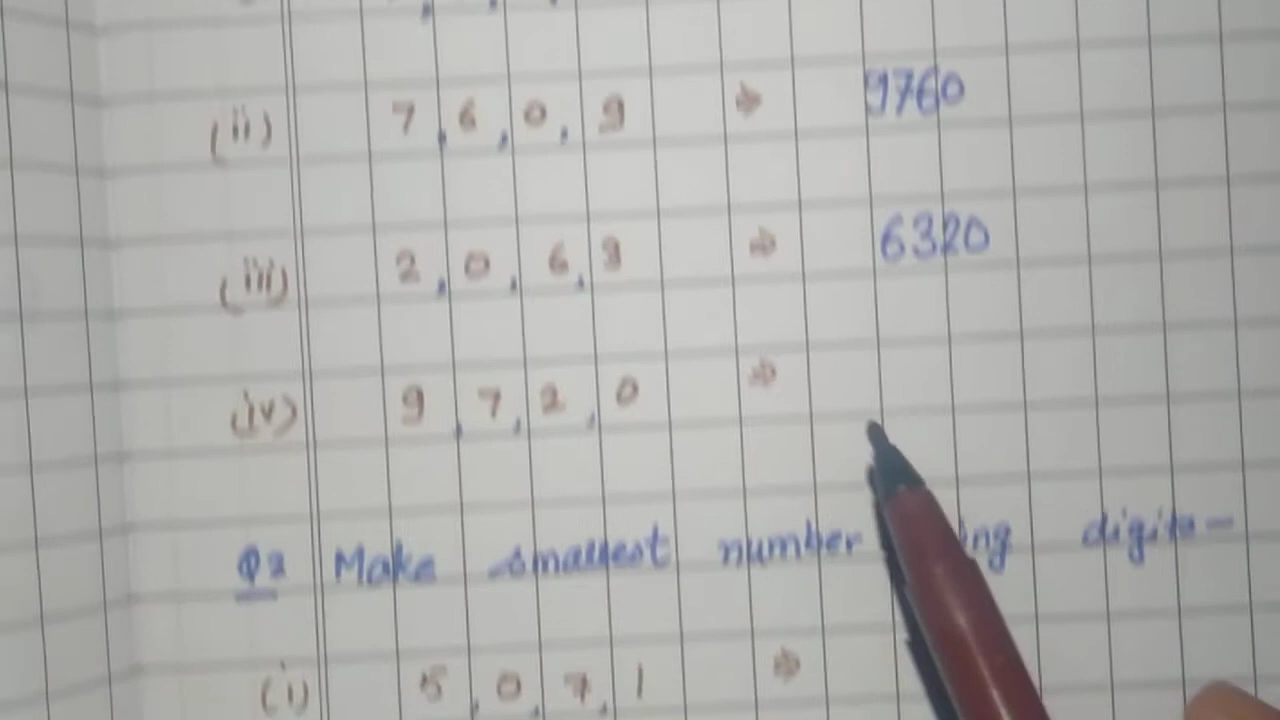 (ii) 7, 6, 0, 9 ⇒ 9760
(iii) 2, 0, 6, 3 ⇒ 6320
(iv) 9, 7, 2, 0 ⇒
Q2 Make smallest number digits-
(i) 5, 0, 7, 1 ⇒